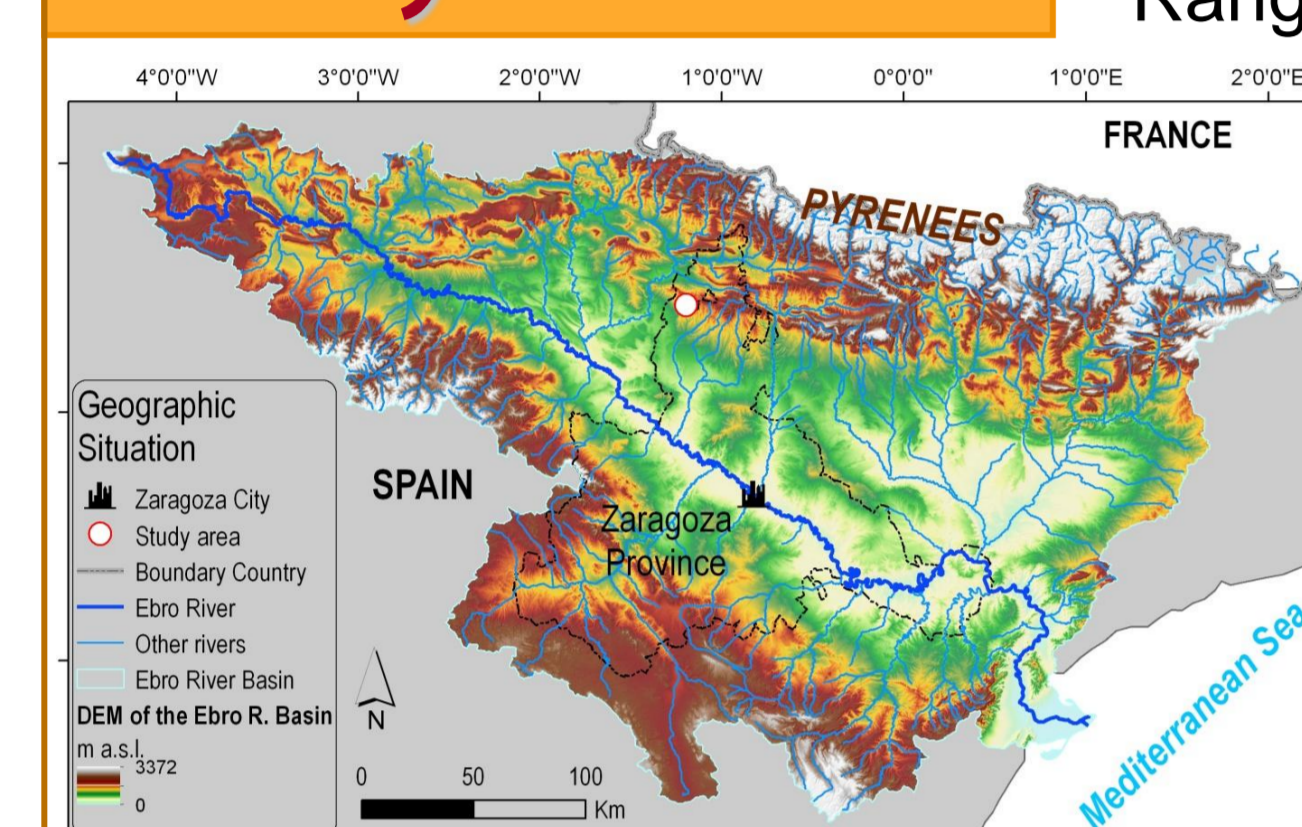 Rang
4°0'0"W 3°0'0"W 2°0'0"W 1°0'0"W 0°0'0" 1°0'0"E 2°0'0"E
FRANCE
PYRENEES
Geographic
Situation
Zaragoza City
Study area
Boundary Country
Ebro River
Other rivers
Ebro River Basin
DEM of the Ebro R. Basin
m a.s.l.
3372
0
SPAIN
Zaragoza
Province
N
0 50 100
Km
Mediterranean Sea